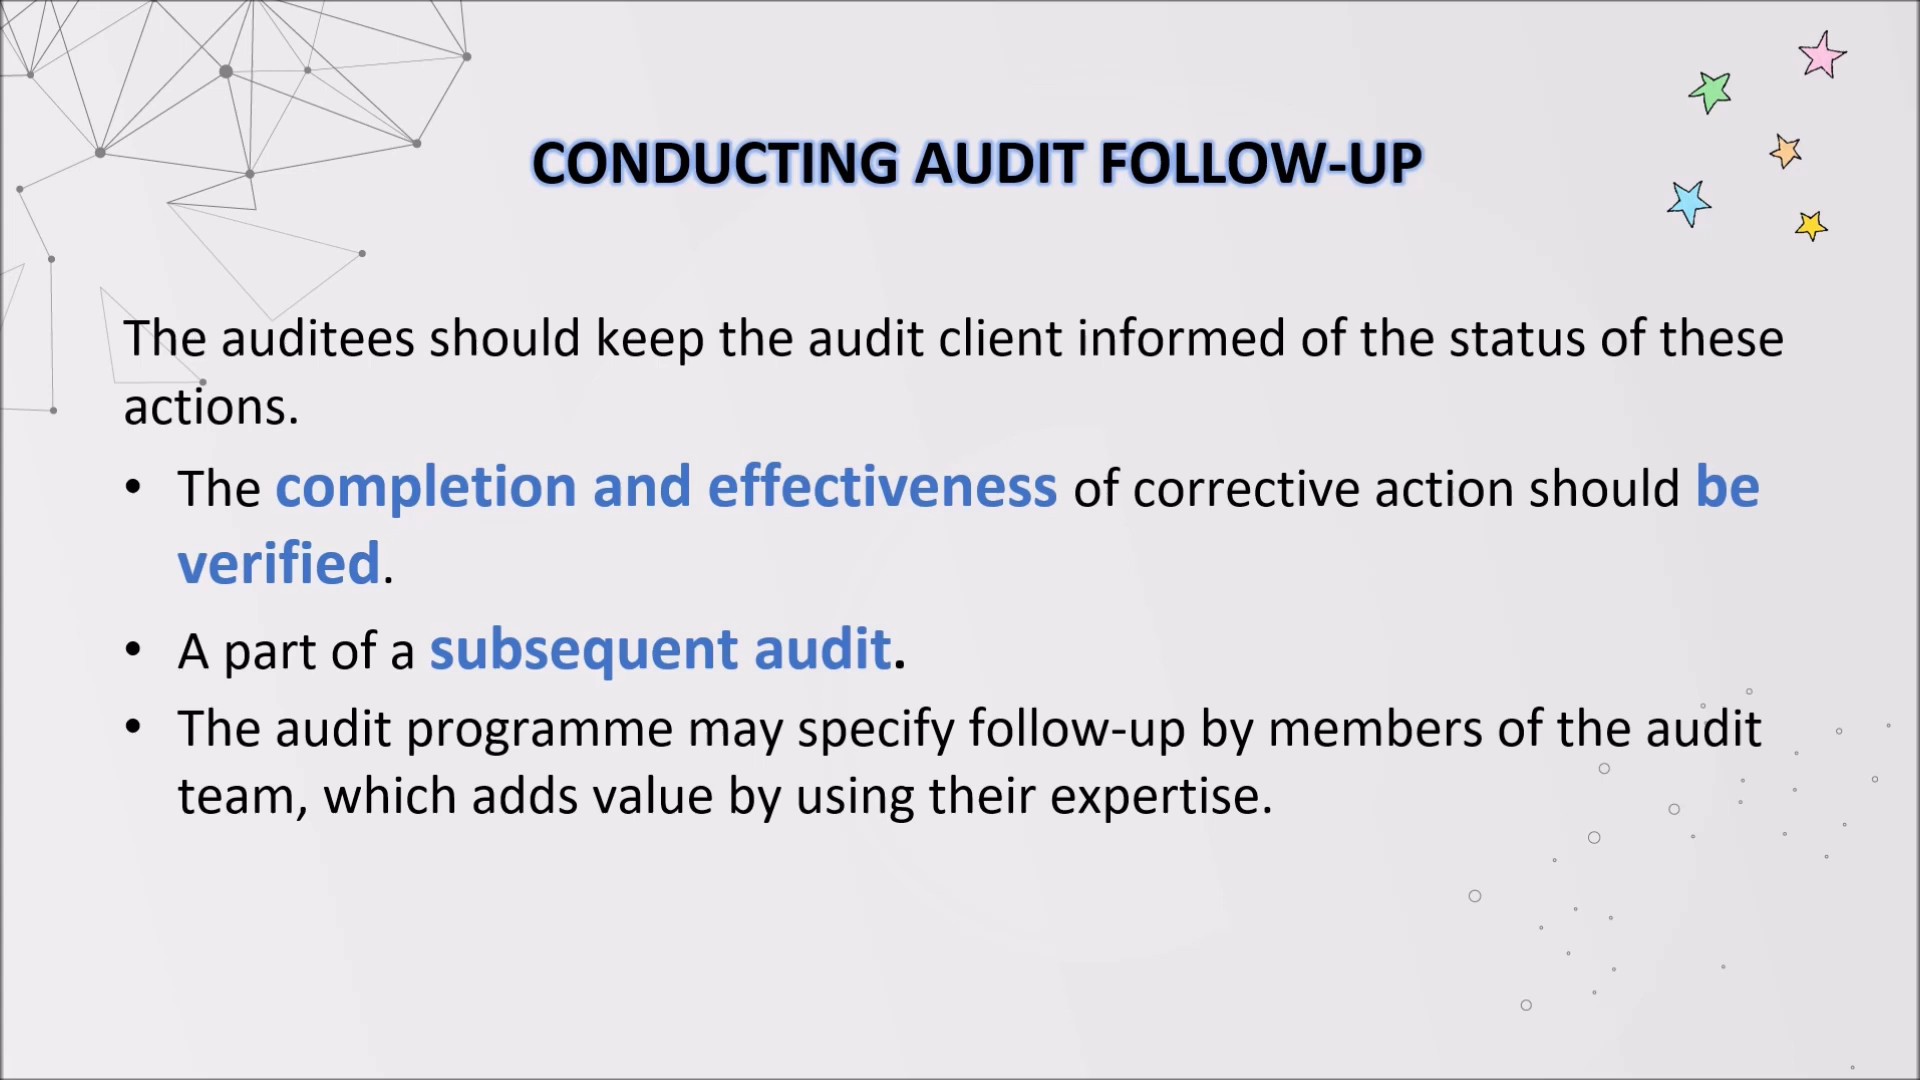 CONDUCTING AUDIT FOLLOW-UP
The auditees should keep the audit client informed of the status of these
actions.
• The completion and effectiveness of corrective action should be
verified.
• A part of a subsequent audit.
• The audit programme may specify follow-up by members of the audit
team, which adds value by using their expertise.